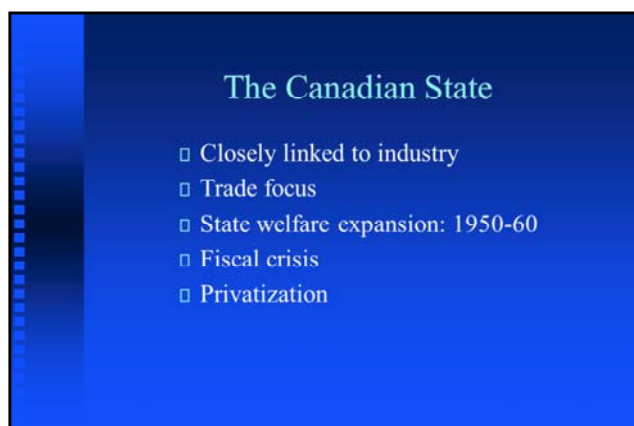 The Canadian State
Closely linked to industry
Trade focus
State welfare expansion: 1950-60
Fiscal crisis
Privatization